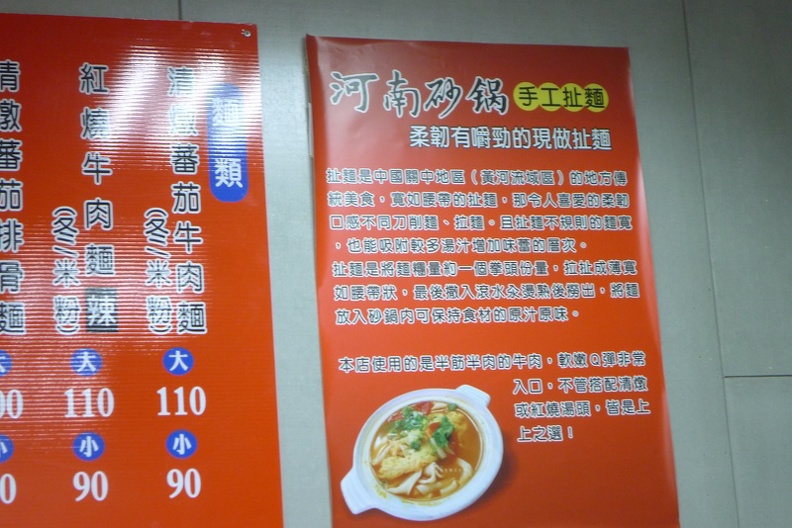 麵類
清燉蕃茄牛肉麵
(冬/米粉)
大
110
小
90
紅燒牛肉麵 辣
(冬/米粉)
大
110
小
90
清燉蕃茄排骨麵
河南砂鍋 手工扯麵
柔韌有嚼勁的現做扯麵
扯麵是中國關中地區(黃河流域區)的地方傳
統美食,寬如腰帶的扯麵,那令人喜愛的柔韌
口感不同刀削麵、拉麵。且扯麵不規則的麵寬
,也能吸附較多湯汁增加味蕾的層次。
扯麵是將麵糰量約一個拳頭份量,拉扯成薄寬
如腰帶狀,最後撒入滾水汆燙熟後撈出,將麵
放入砂鍋內可保持食材的原汁原味。
本店使用的是半筋半肉的牛肉,軟嫩Q彈非常
入口,不管搭配清燉
或紅燒湯頭,皆是上
上之選!